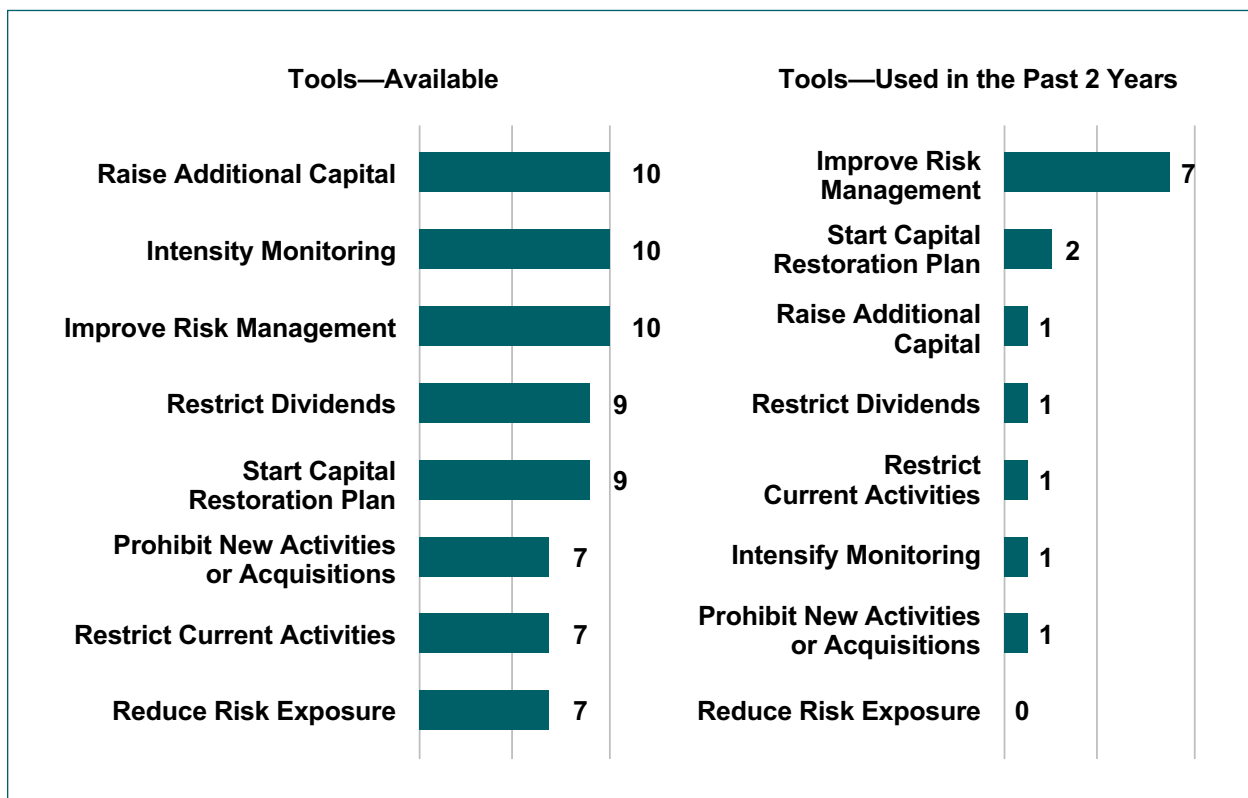 Tools—Available
Raise Additional Capital
10
Intensity Monitoring
10
Improve Risk Management
10
Restrict Dividends
9
Start Capital
Restoration Plan
9
Prohibit New Activities
or Acquisitions
7
Restrict Current Activities
7
Reduce Risk Exposure
7
Tools—Used in the Past 2 Years
Improve Risk
Management
7
Start Capital
Restoration Plan
2
Raise Additional
Capital
1
Restrict Dividends
1
Restrict
Current Activities
1
Intensify Monitoring
1
Prohibit New Activities
or Acquisitions
1
Reduce Risk Exposure
0